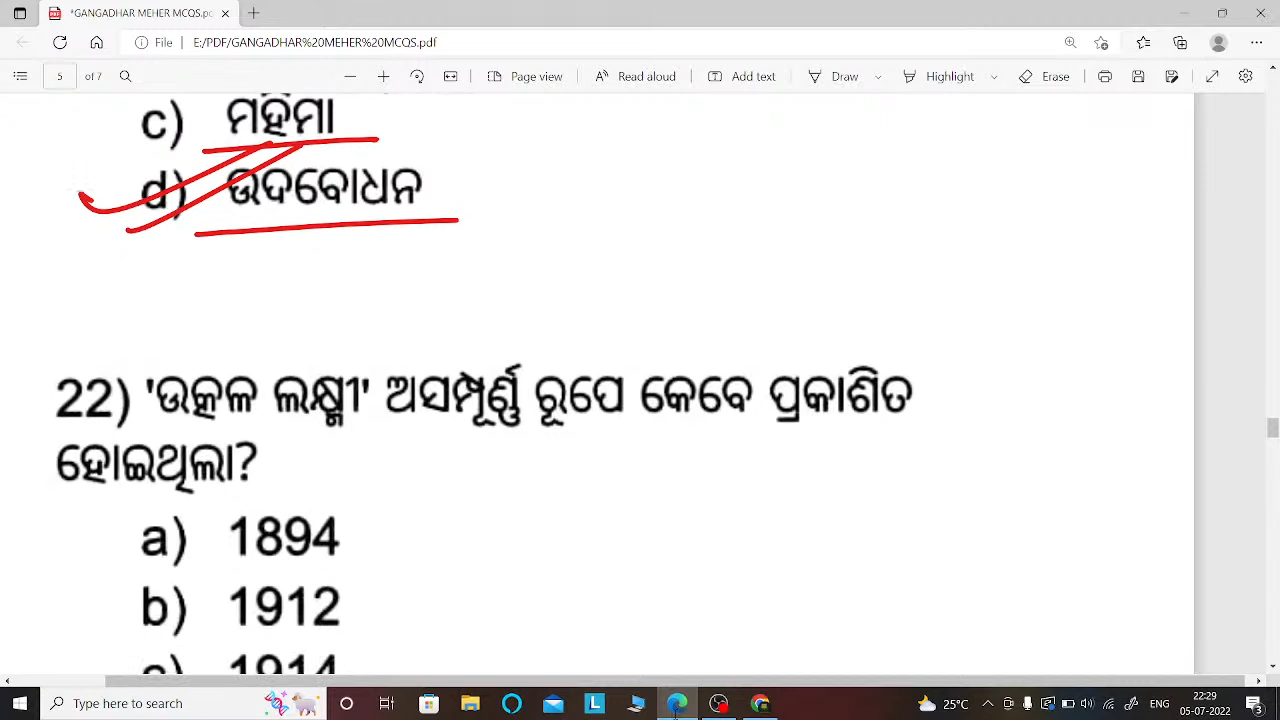 *GANGADHAR MEHER MCQS.pdf
File E:/PDF/GANGADHAR%20MEHER%20MCQS.pdf
5 of 7 Page view Read aloud Add text Draw Highlight Erase
c) ମହିମା
d) ଉଦବୋଧନ
22) 'ଉତ୍କଳ ଲକ୍ଷ୍ମୀ' ଅସମ୍ପୂର୍ଣ୍ଣ ରୂପେ କେବେ ପ୍ରକାଶିତ
ହୋଇଥିଲା?
a) 1894
b) 1912
c) 1914
Type here to search 25°C ENG 22:29
05-07-2022